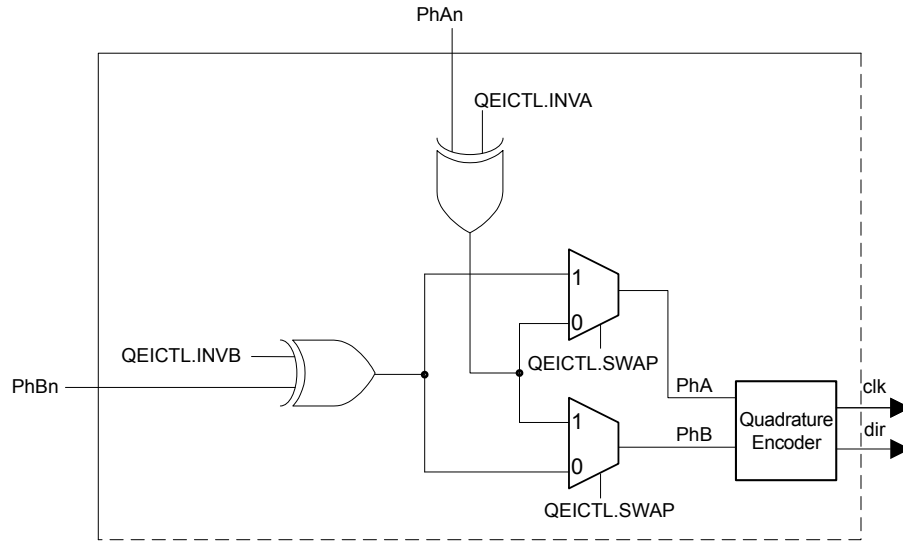 PhAn
QEICTL.INVA
1
0
QEICTL.INVB
QEICTL.SWAP
PhBn
PhA
clk
1
PhB
Quadrature
Encoder
dir
0
QEICTL.SWAP